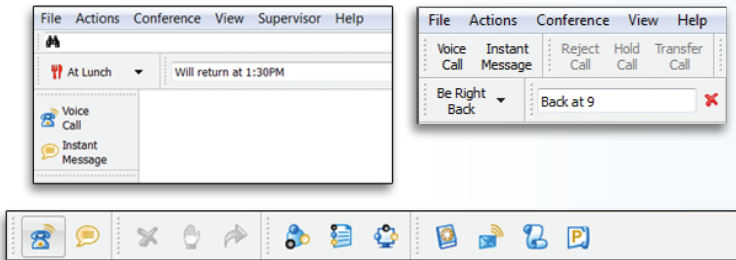 File Actions Conference View Supervisor Help
At Lunch Will return at 1:30PM
Voice
Call
Instant
Message
File Actions Conference View Help
Voice Instant Reject Hold Transfer
Call Message Call Call Call
Be Right
Back Back at 9
P